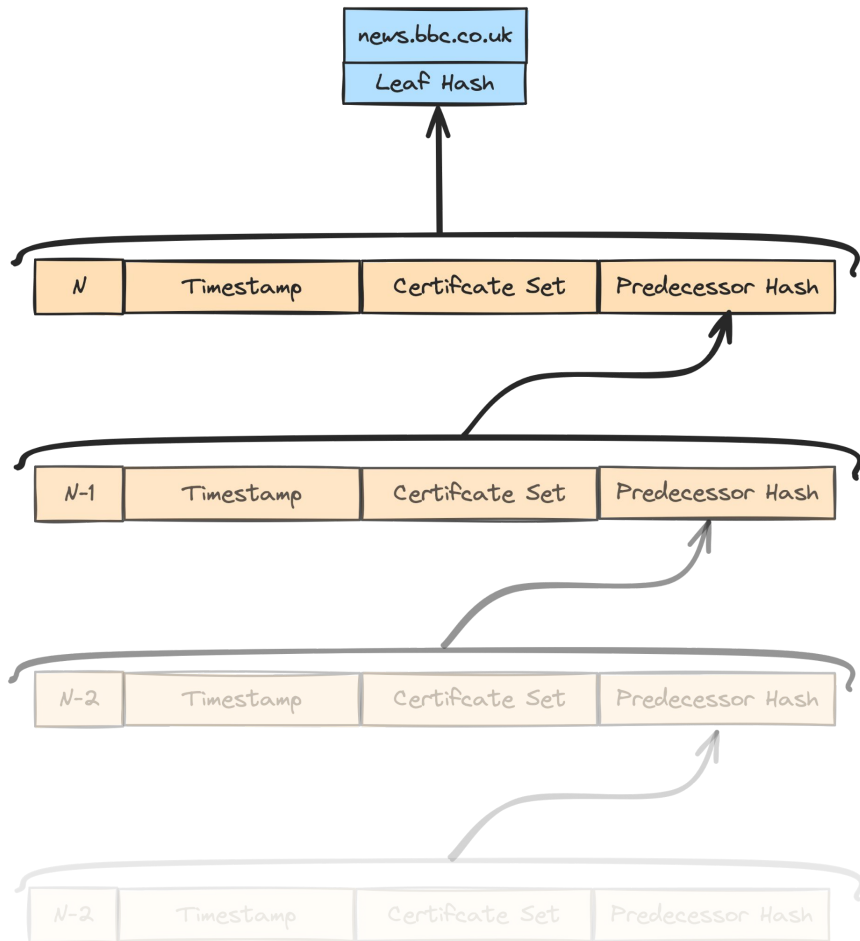 news.bbc.co.uk
Leaf Hash
N Timestamp Certifcate Set Predecessor Hash
N-1 Timestamp Certifcate Set Predecessor Hash
N-2 Timestamp Certifcate Set Predecessor Hash
N-2 Timestamp Certifcate Set Predecessor Hash